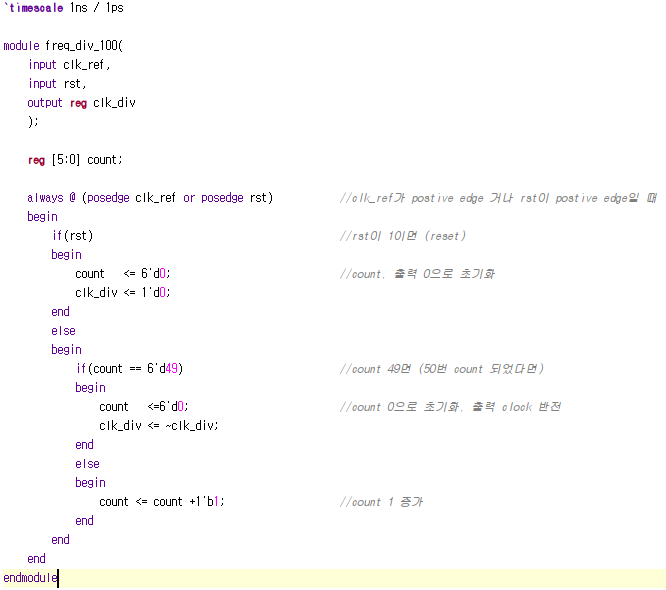 `timescale 1ns / 1ps
module freq_div_100(
input clk_ref,
input rst,
output reg clk_div
);
reg [5:0] count;
always @ (posedge clk_ref or posedge rst) //clk_ref가 postive edge 거나 rst이 postive edge일 때
begin
if(rst) //rst이 1이면 (reset)
begin
count <= 6'd0; //count, 출력 0으로 초기화
clk_div <= 1'd0;
end
else
begin
if(count == 6'd49) //count 49면 (50번 count 되었다면)
begin
count <=6'd0; //count 0으로 초기화, 출력 clock 반전
clk_div <= ~clk_div;
end
else
begin
count <= count +1'b1; //count 1 증가
end
end
end
endmodule